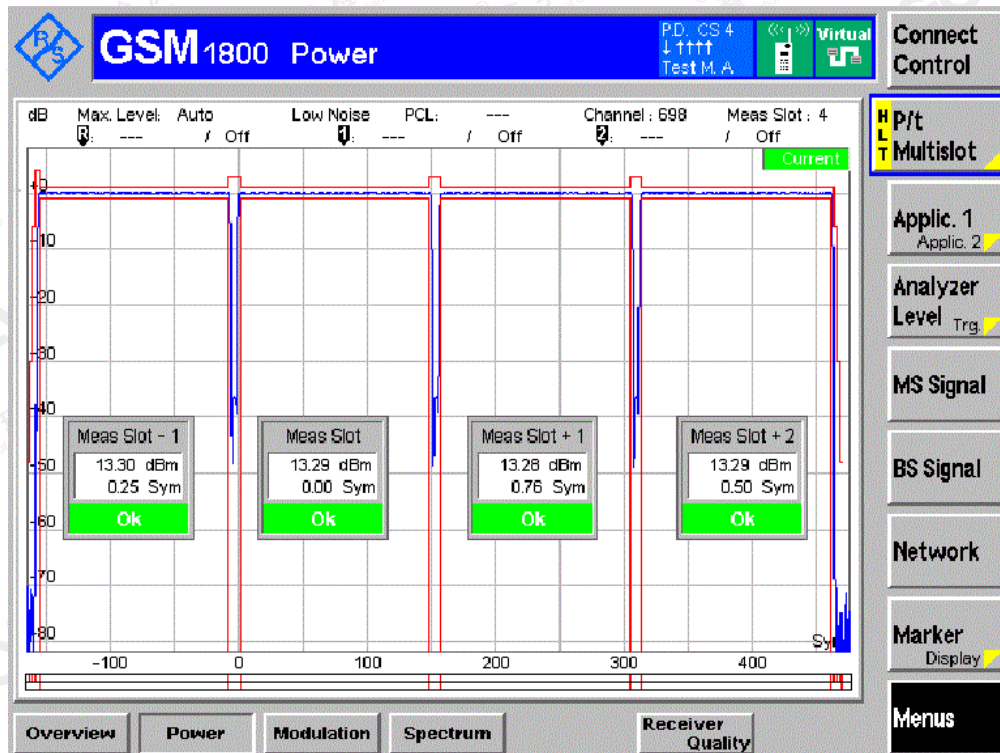 R S
GSM 1800 Power
P.D. CS 4
↓ ↑↑↑↑
Test M. A.
Virtual
Connect Control
dB Max. Level: Auto Low Noise PCL: --- Channel : 698 Meas Slot : 4
R: --- / Off 1: --- / Off 2: --- / Off
Current
HLT
P/t Multislot
+0
-10
-20
-30
-40
-50
-60
-70
-80
Applic. 1
Applic. 2
Analyzer
Level Trg.
MS Signal
BS Signal
Network
Marker
Display
Menus
Meas Slot - 1
13.30 dBm
0.25 Sym
Ok
Meas Slot
13.29 dBm
0.00 Sym
Ok
Meas Slot + 1
13.28 dBm
0.76 Sym
Ok
Meas Slot + 2
13.29 dBm
0.50 Sym
Ok
-100 0 100 200 300 400
Overview
Power
Modulation
Spectrum
Receiver
Quality